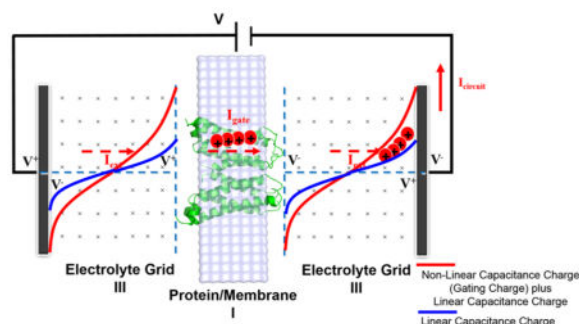 V
I circuit
I gate
V⁺
V⁻
V⁺
V⁻
V⁺
V⁻
Electrolyte Grid
III
Protein/Membrane
I
Electrolyte Grid
III
Non-Linear Capacitance Charge
(Gating Charge) plus
Linear Capacitance Charge
Linear Capacitance Charge